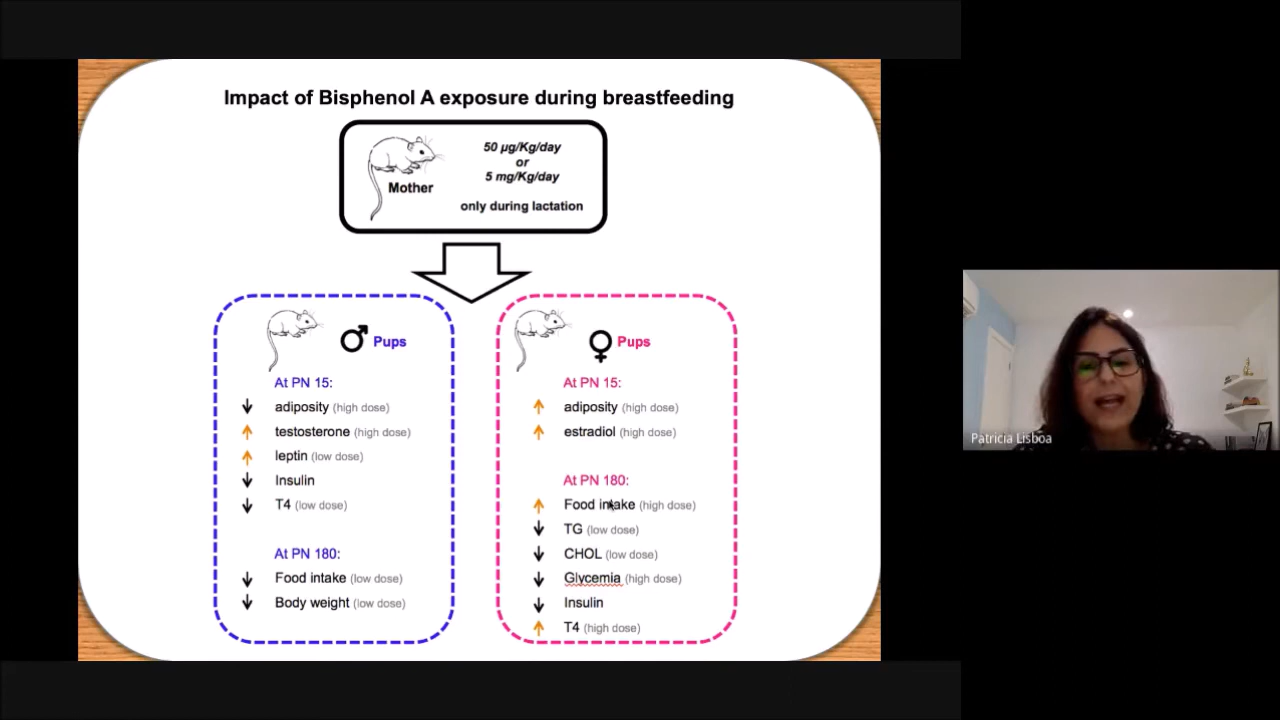 Impact of Bisphenol A exposure during breastfeeding
50 µg/Kg/day
or
5 mg/Kg/day
Mother
only during lactation
♂ Pups
At PN 15:
↓ adiposity (high dose)
↑ testosterone (high dose)
↑ leptin (low dose)
↓ Insulin
↓ T4 (low dose)
At PN 180:
↓ Food intake (low dose)
↓ Body weight (low dose)
♀ Pups
At PN 15:
↑ adiposity (high dose)
↑ estradiol (high dose)
At PN 180:
↑ Food intake (high dose)
↓ TG (low dose)
↓ CHOL (low dose)
↓ Glycemia (high dose)
↓ Insulin
↑ T4 (high dose)
Patricia Lisboa